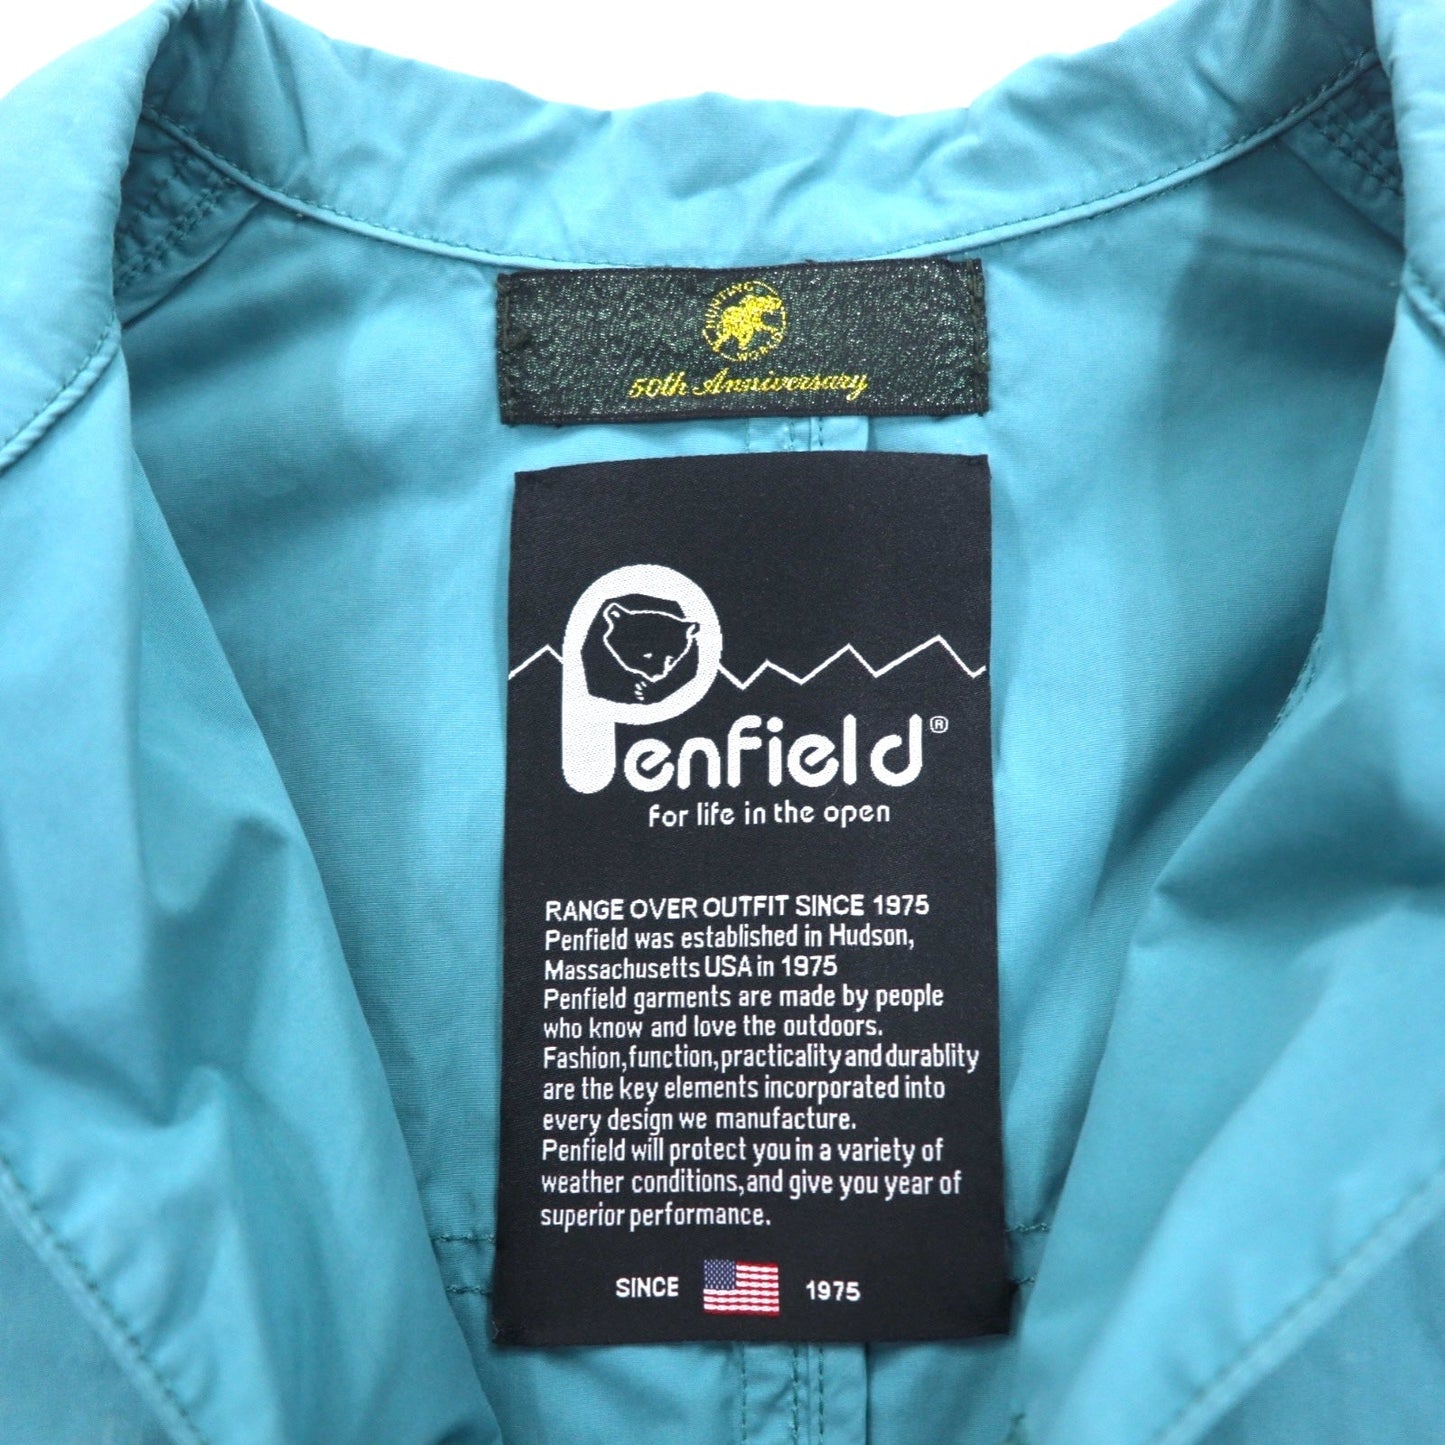 HUNTING WORLD
50th Anniversary
Penfield®
For life in the open
RANGE OVER OUTFIT SINCE 1975
Penfield was established in Hudson,
Massachusetts USA in 1975
Penfield garments are made by people
who know and love the outdoors.
Fashion,function,practicality and durablity
are the key elements incorporated into
every design we manufacture.
Penfield will protect you in a variety of
weather conditions,and give you year of
superior performance.
SINCE 1975